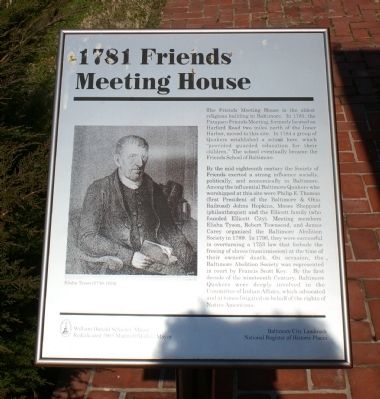 1781 Friends
Meeting House
The Friends Meeting House is the oldest
religious building in Baltimore. In 1781, the
Patapsco Friends Meeting, formerly located on
Harford Road two miles north of the Inner
Harbor, moved to this site. In 1784 a group of
Quakers established a school here, which
"provided guarded education for their
children." The school eventually became the
Friends School of Baltimore.
By the mid eighteenth century the Society of
Friends exerted a strong influence socially,
politically, and economically in Baltimore.
Among the influential Baltimore Quakers who
worshipped at this site were Philip E. Thomas
(first President of the Baltimore & Ohio
Railroad) Johns Hopkins, Moses Sheppard
(philanthropist) and the Ellicott family (who
founded Ellicott City). Meeting members
Elisha Tyson, Robert Townsend, and James
Carey organized the Baltimore Abolition
Society in 1789. In 1796, they were successful
in overturning a 1753 law that forbade the
freeing of slaves (manumission) at the time of
their owners' death. On occasion, the
Baltimore Abolition Society was represented
in court by Francis Scott Key. By the first
decade of the nineteenth Century, Baltimore
Quakers were deeply involved in the
Committee of Indian Affairs, which advocated
and at times litigated on behalf of the rights of
Native Americans.
Elisha Tyson
William Donald Schaefer, Mayor
Baltimore City Landmark
National Register of Historic Places